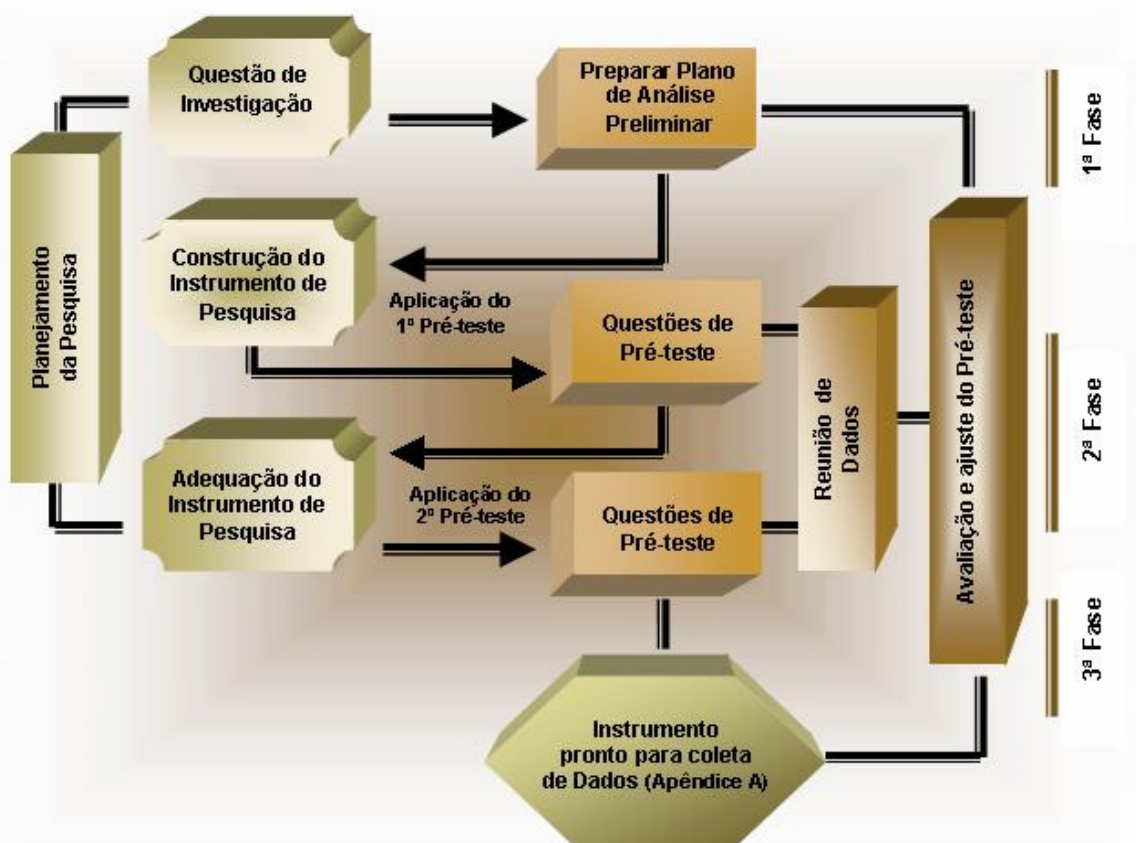 Questão de
Investigação
Preparar Plano
de Análise
Preliminar
1ª Fase
Planejamento
da Pesquisa
Construção do
Instrumento de
Pesquisa
Aplicação do
1º Pré-teste
Questões de
Pré-teste
Reunião de
Dados
Avaliação e ajuste do Pré-teste
2ª Fase
Adequação do
Instrumento de
Pesquisa
Aplicação do
2º Pré-teste
Questões de
Pré-teste
3ª Fase
Instrumento
pronto para coleta
de Dados (Apêndice A)